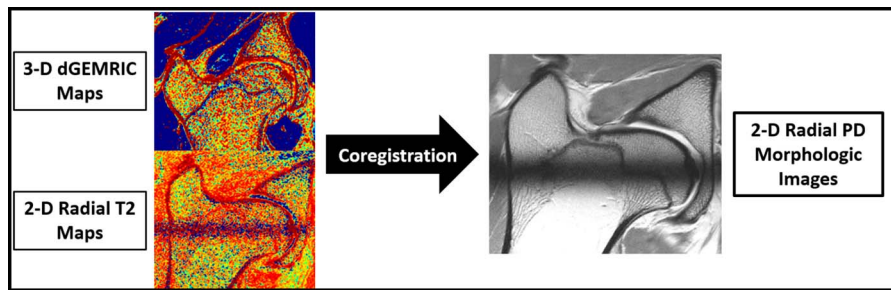 3-D dGEMRIC
Maps
2-D Radial T2
Maps
Coregistration
2-D Radial PD
Morphologic
Images